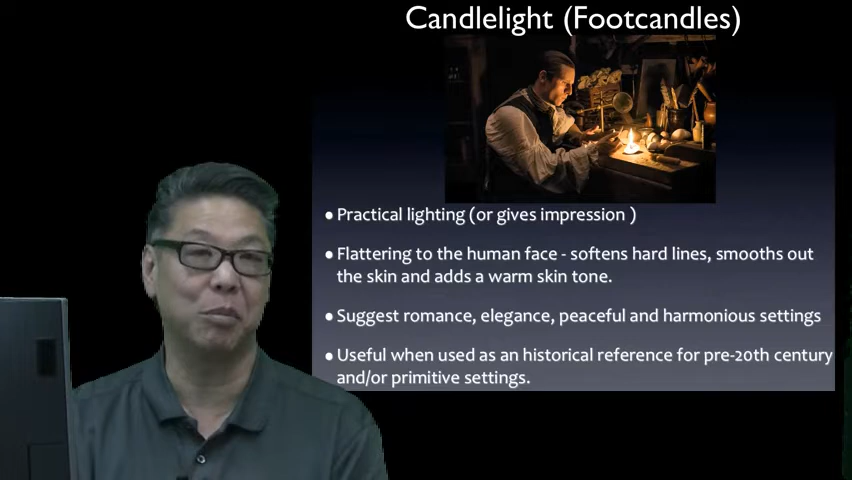 Candlelight (Footcandles)
• Practical lighting (or gives impression )
• Flattering to the human face - softens hard lines, smooths out
the skin and adds a warm skin tone.
• Suggest romance, elegance, peaceful and harmonious settings
• Useful when used as an historical reference for pre-20th century
and/or primitive settings.